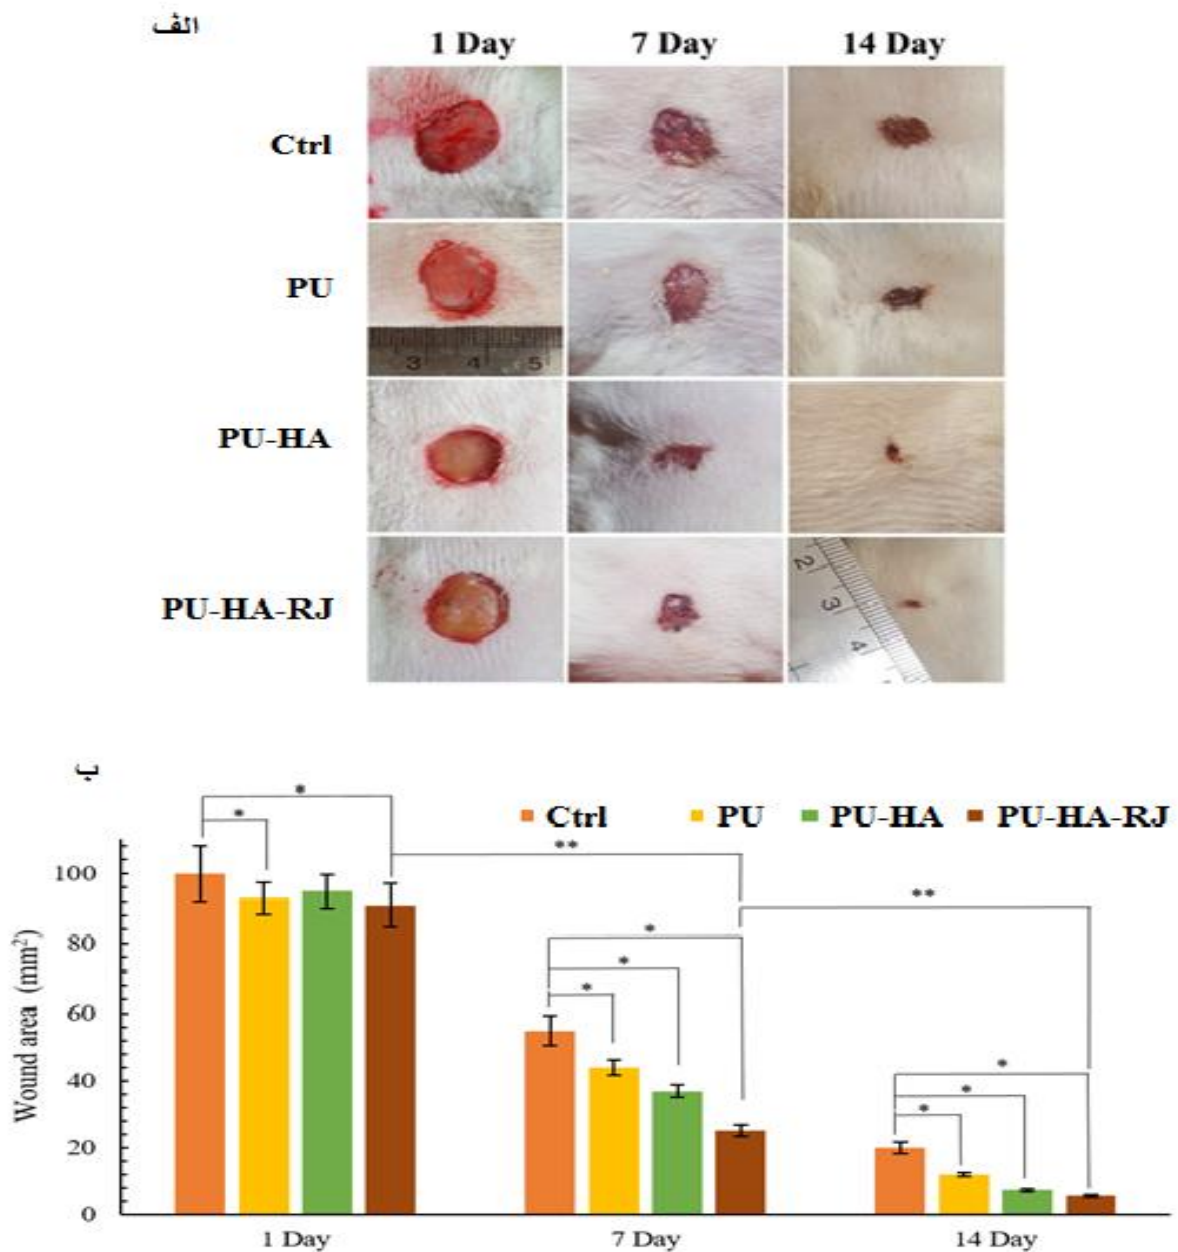 الف
1 Day 7 Day 14 Day
Ctrl
PU
3 4 5
PU-HA
PU-HA-RJ
2
3
4
ب
* *
Ctrl PU PU-HA PU-HA-RJ
**
**
* * *
* * *
Wound area (mm²)
100
80
60
40
20
0
1 Day 7 Day 14 Day